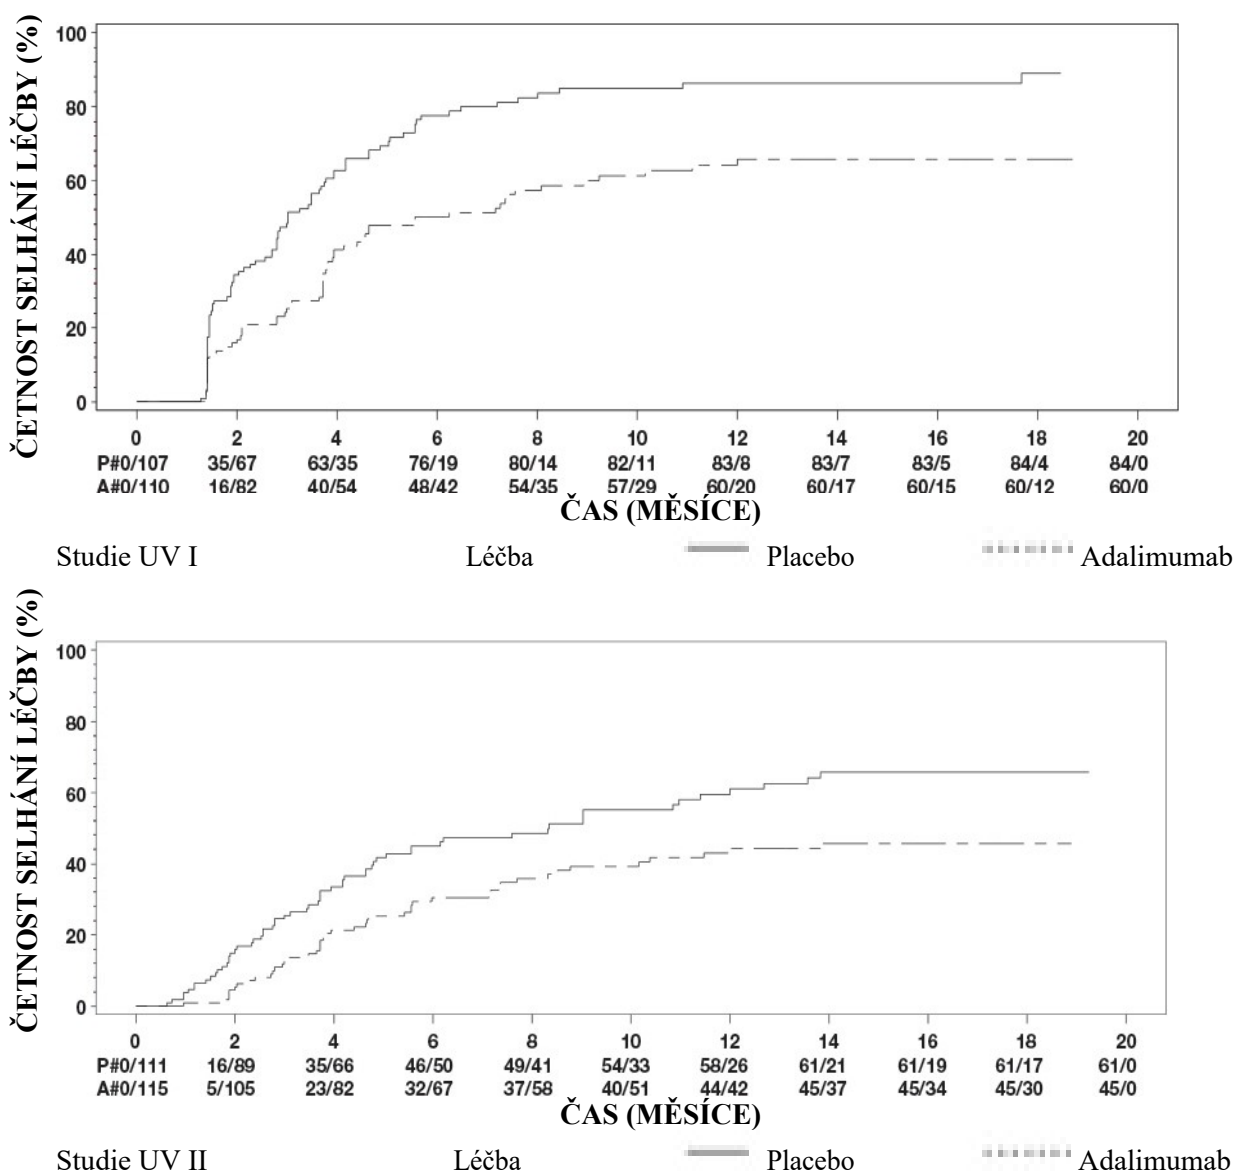 ČETNOST SELHÁNÍ LÉČBY (%)
100
80
60
40
20
0
0 2 4 6 8 10 12 14 16 18 20
P#0/107 35/67 63/35 76/19 80/14 82/11 83/8 83/7 83/5 84/4 84/0
A#0/110 16/82 40/54 48/42 54/35 57/29 60/20 60/17 60/15 60/12 60/0
ČAS (MĚSÍCE)
Studie UV I Léčba Placebo Adalimumab
ČETNOST SELHÁNÍ LÉČBY (%)
100
80
60
40
20
0
0 2 4 6 8 10 12 14 16 18 20
P#0/111 16/89 35/66 46/50 49/41 54/33 58/26 61/21 61/19 61/17 61/0
A#0/115 5/105 23/82 32/67 37/58 40/51 44/42 45/37 45/34 45/30 45/0
ČAS (MĚSÍCE)
Studie UV II Léčba Placebo Adalimumab